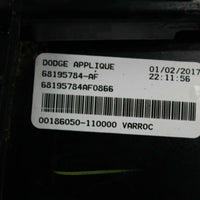 DODGE APPLIQUE 01/02/2017
68195784-AF 22:11:56
68195784AF0866
00186050-110000 VARROC